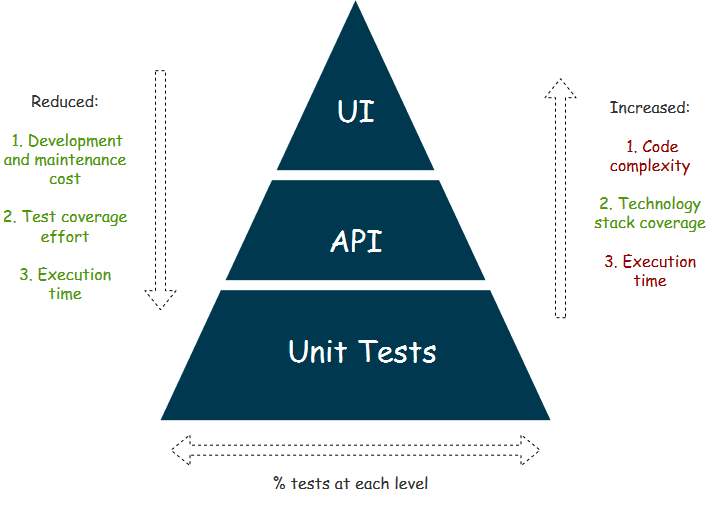 Reduced:
1. Development
and maintenance
cost
2. Test coverage
effort
3. Execution
time
UI
API
Unit Tests
Increased:
1. Code
complexity
2. Technology
stack coverage
3. Execution
time
% tests at each level